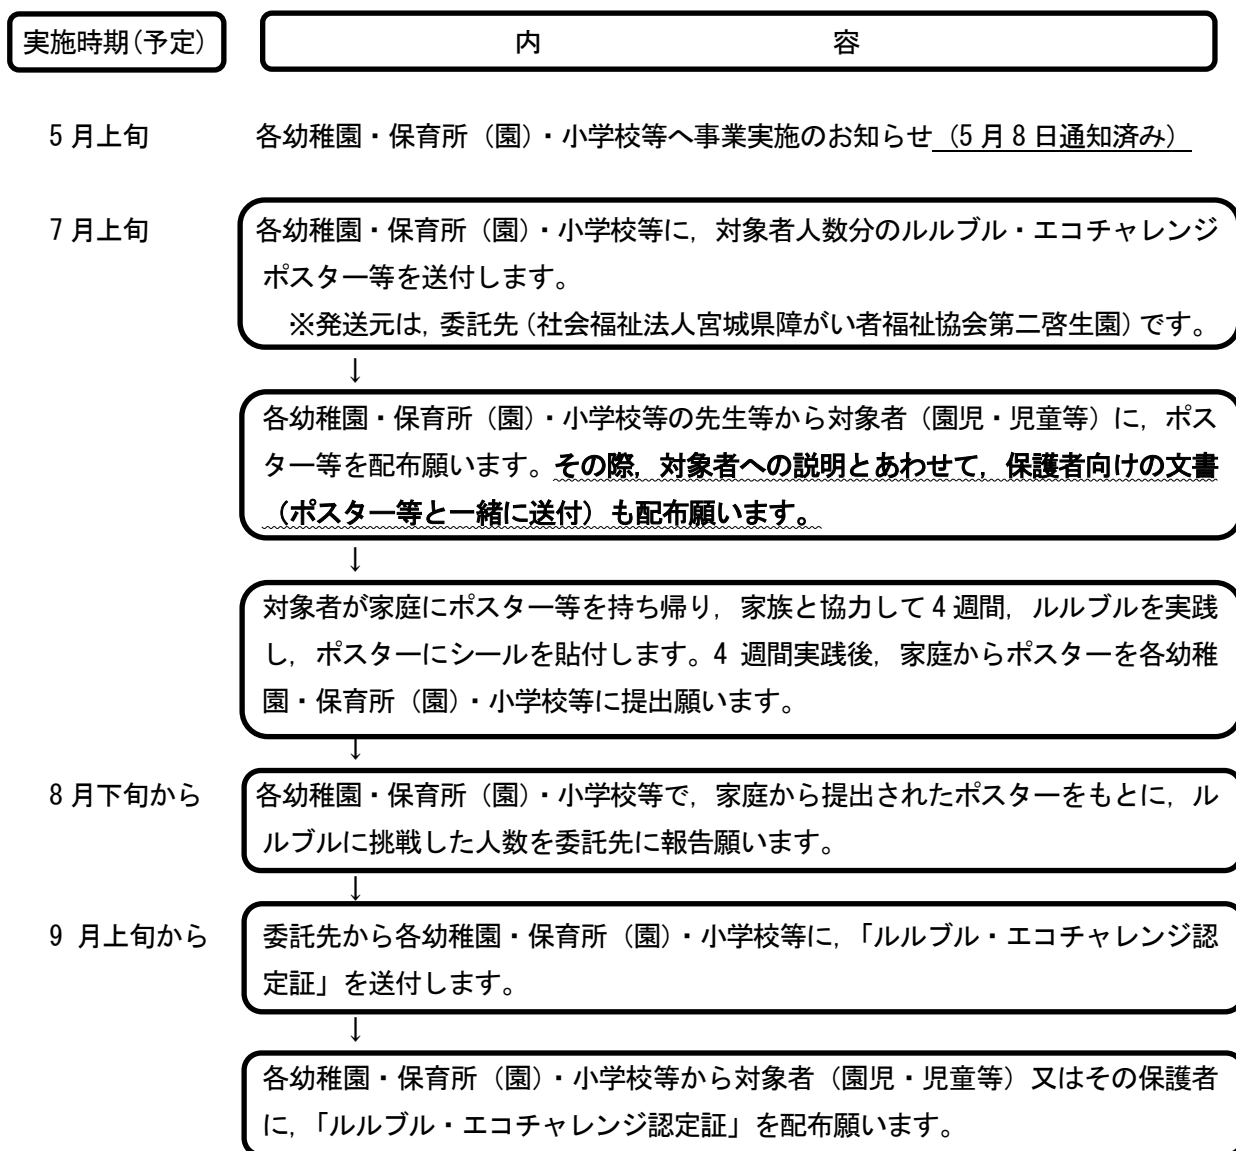 実施時期(予定)
内　　　容
5月上旬　各幼稚園・保育所（園）・小学校等へ事業実施のお知らせ（5月8日通知済み）
7月上旬　各幼稚園・保育所（園）・小学校等に，対象者人数分のルルブル・エコチャレンジ
ポスター等を送付します。
※発送元は，委託先（社会福祉法人宮城県障がい者福祉協会第二啓生園）です。
↓
各幼稚園・保育所（園）・小学校等の先生等から対象者（園児・児童等）に，ポス
ター等を配布願います。その際，対象者への説明とあわせて，保護者向けの文書
（ポスター等と一緒に送付）も配布願います。
↓
対象者が家庭にポスター等を持ち帰り，家族と協力して4週間，ルルブルを実践
し，ポスターにシールを貼付します。4 週間実践後，家庭からポスターを各幼稚
園・保育所（園）・小学校等に提出願います。
↓
8月下旬から　各幼稚園・保育所（園）・小学校等で，家庭から提出されたポスターをもとに，ル
ルブルに挑戦した人数を委託先に報告願います。
↓
9 月上旬から　委託先から各幼稚園・保育所（園）・小学校等に，「ルルブル・エコチャレンジ認
定証」を送付します。
↓
各幼稚園・保育所（園）・小学校等から対象者（園児・児童等）又はその保護者
に，「ルルブル・エコチャレンジ認定証」を配布願います。